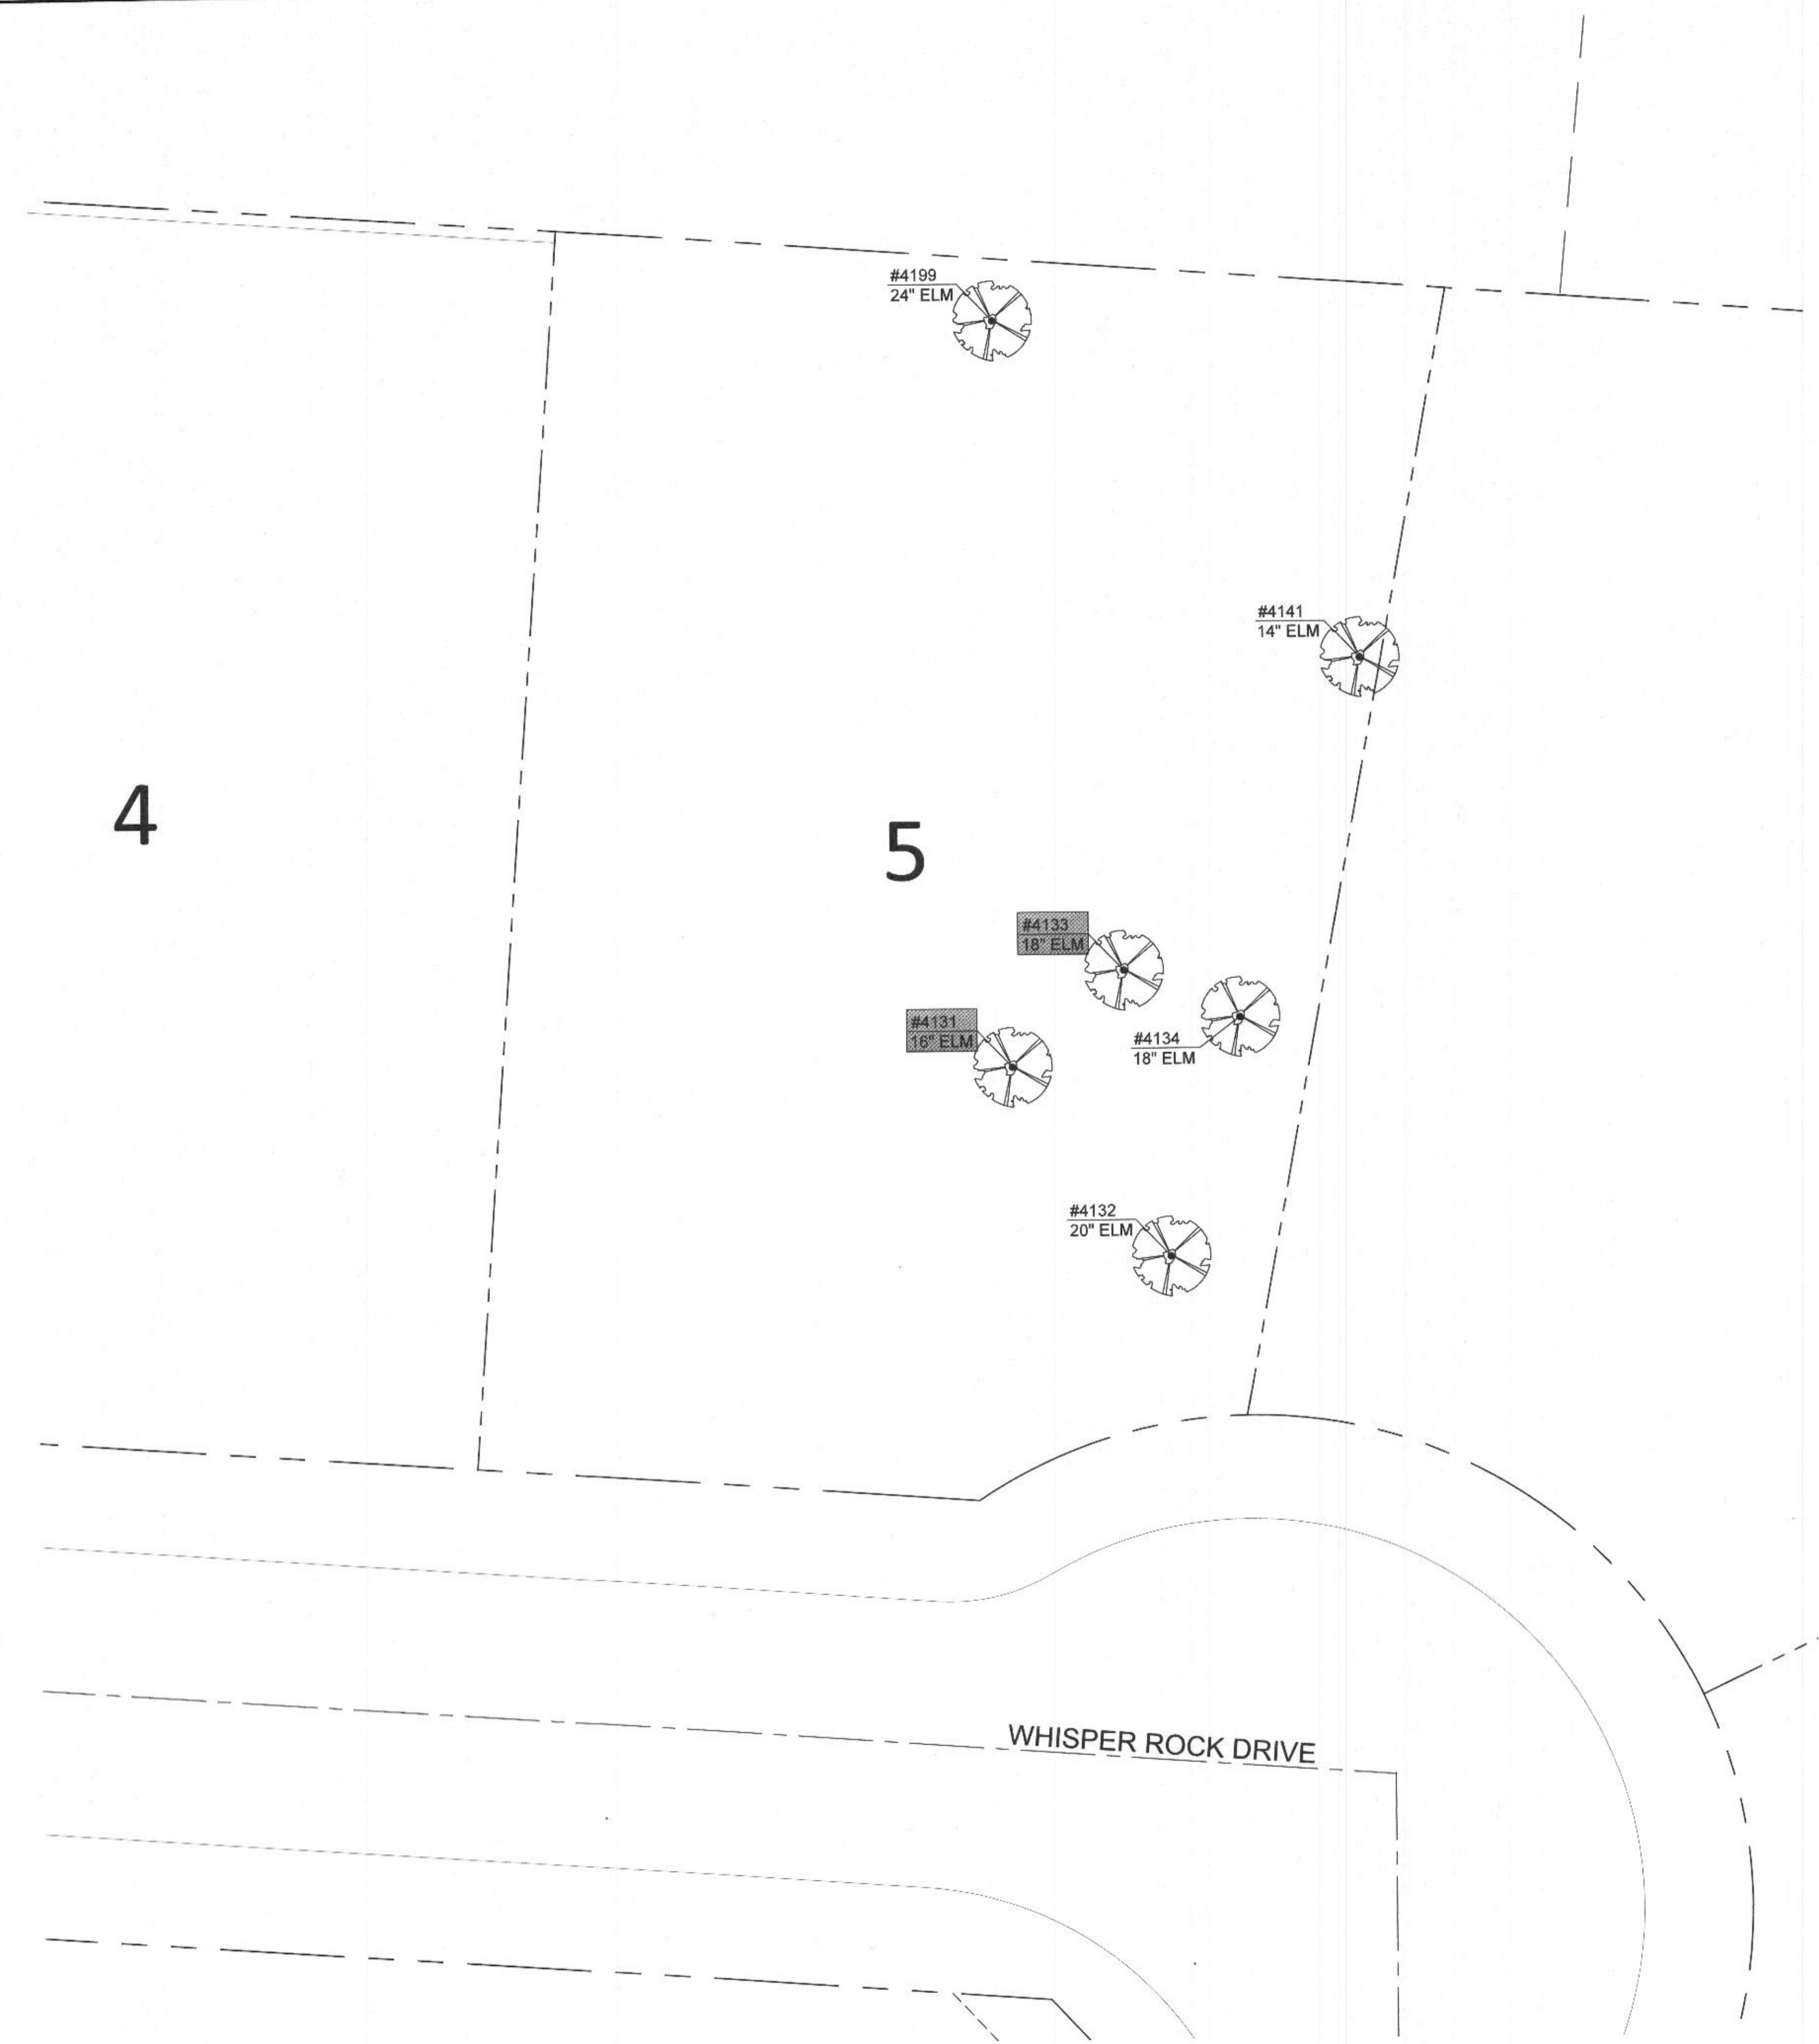 #4199
24" ELM
#4141
14" ELM
4
5
#4133
18" ELM
#4131
16" ELM
#4134
18" ELM
#4132
20" ELM
WHISPER ROCK DRIVE